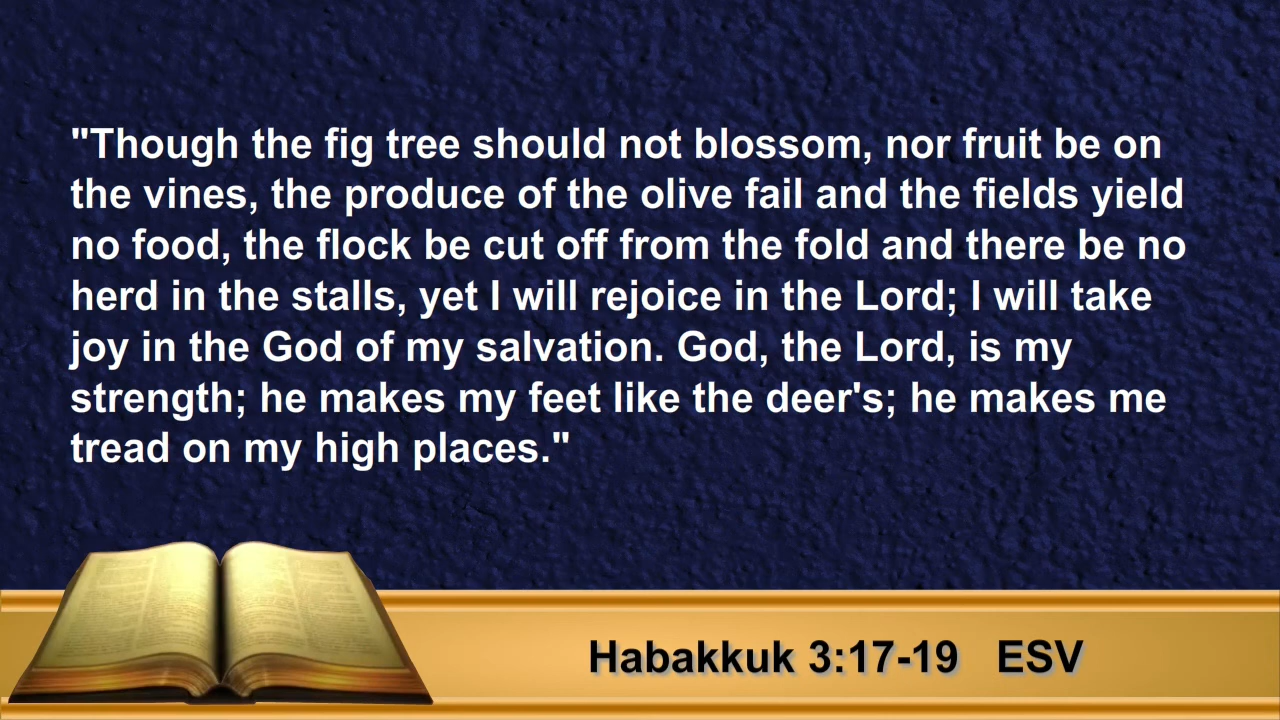 "Though the fig tree should not blossom, nor fruit be on
the vines, the produce of the olive fail and the fields yield
no food, the flock be cut off from the fold and there be no
herd in the stalls, yet I will rejoice in the Lord; I will take
joy in the God of my salvation. God, the Lord, is my
strength; he makes my feet like the deer's; he makes me
tread on my high places."
Habakkuk 3:17-19 ESV